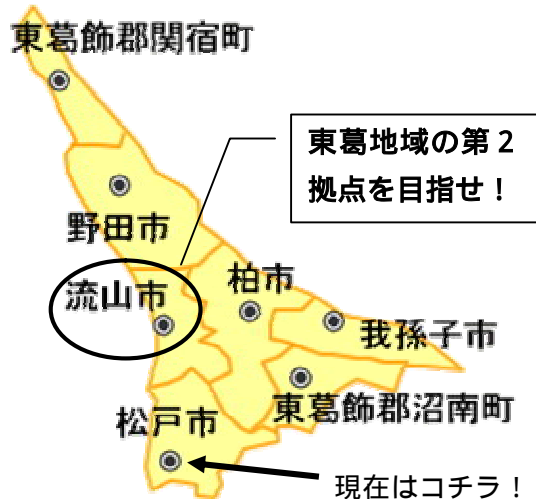 東葛飾郡関宿町
東葛地域の第２
拠点を目指せ！
野田市
流山市
柏市
我孫子市
東葛飾郡沼南町
松戸市
現在はコチラ！